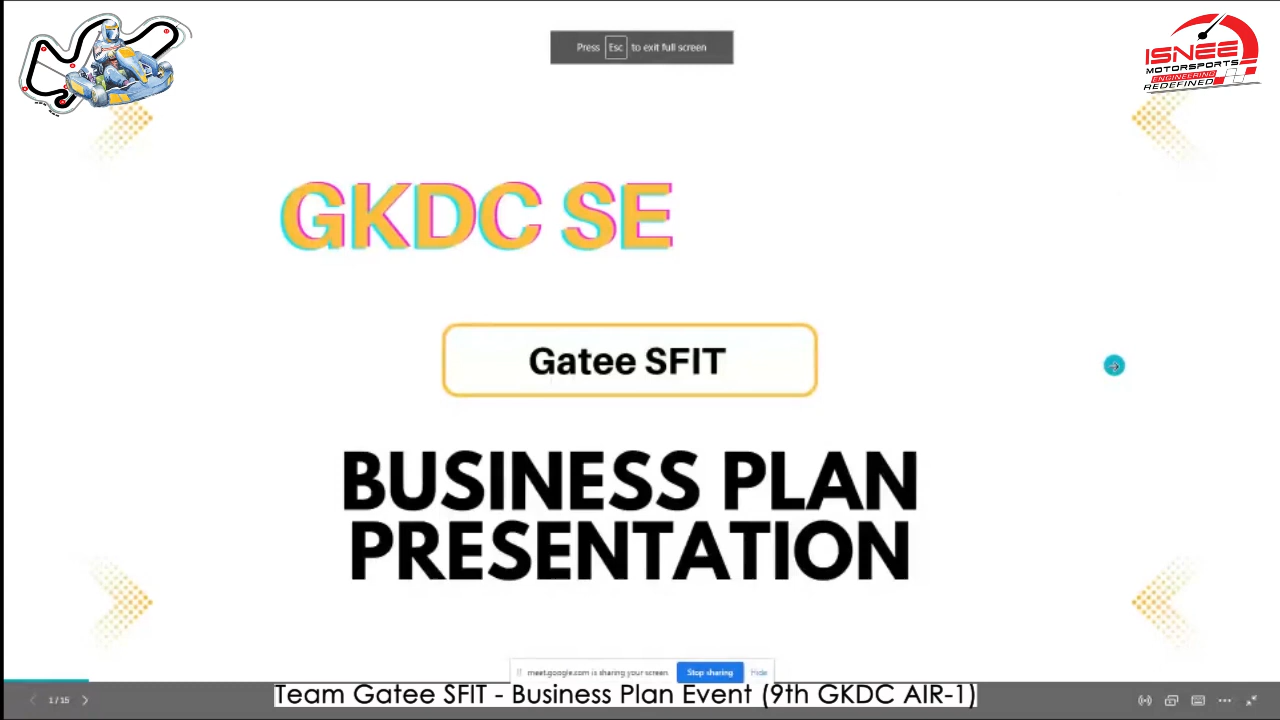 Press Esc to exit full screen
ISNEE
MOTORSPORTS
ENGINEERING
REDEFINED
GKDC SE
Gatee SFIT
BUSINESS PLAN
PRESENTATION
meet.google.com is sharing your screen. Stop sharing Hide
Team Gatee SFIT - Business Plan Event (9th GKDC AIR-1)
1 / 15